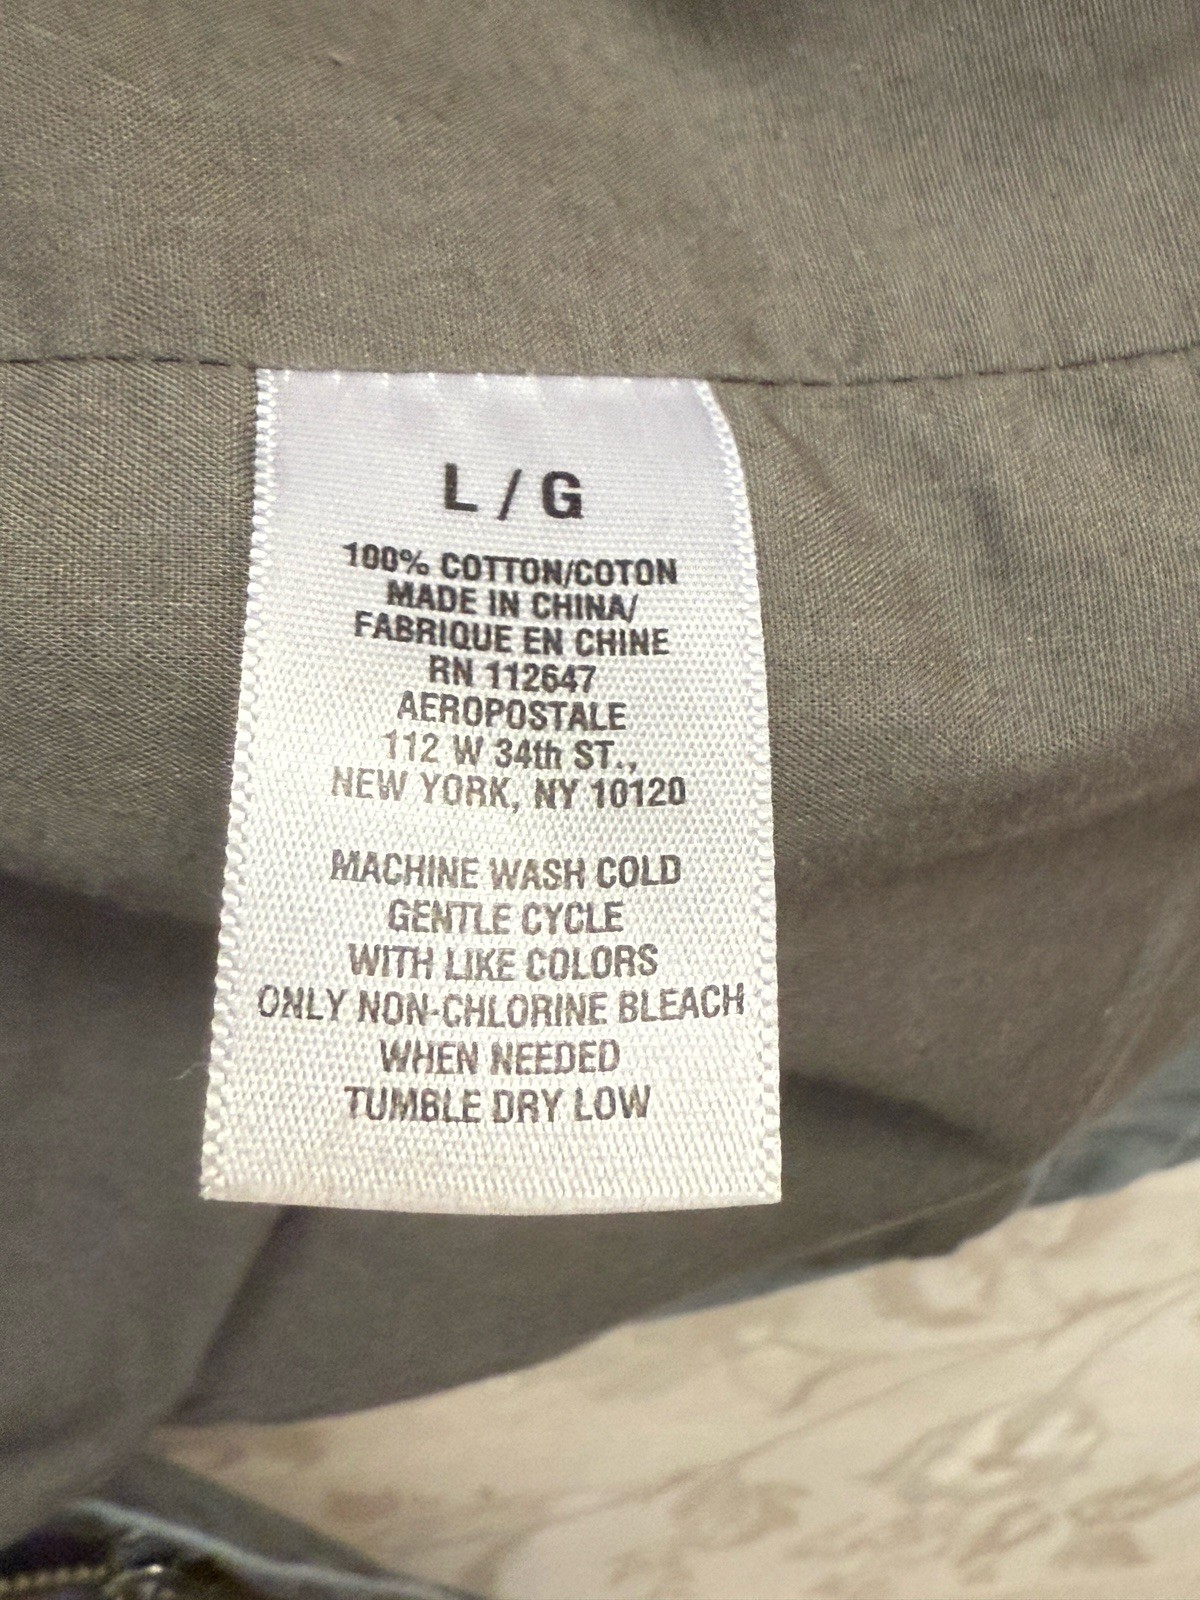 L / G
100% COTTON/COTON
MADE IN CHINA/
FABRIQUE EN CHINE
RN 112647
AEROPOSTALE
112 W 34th ST.,
NEW YORK, NY 10120
MACHINE WASH COLD
GENTLE CYCLE
WITH LIKE COLORS
ONLY NON-CHLORINE BLEACH
WHEN NEEDED
TUMBLE DRY LOW